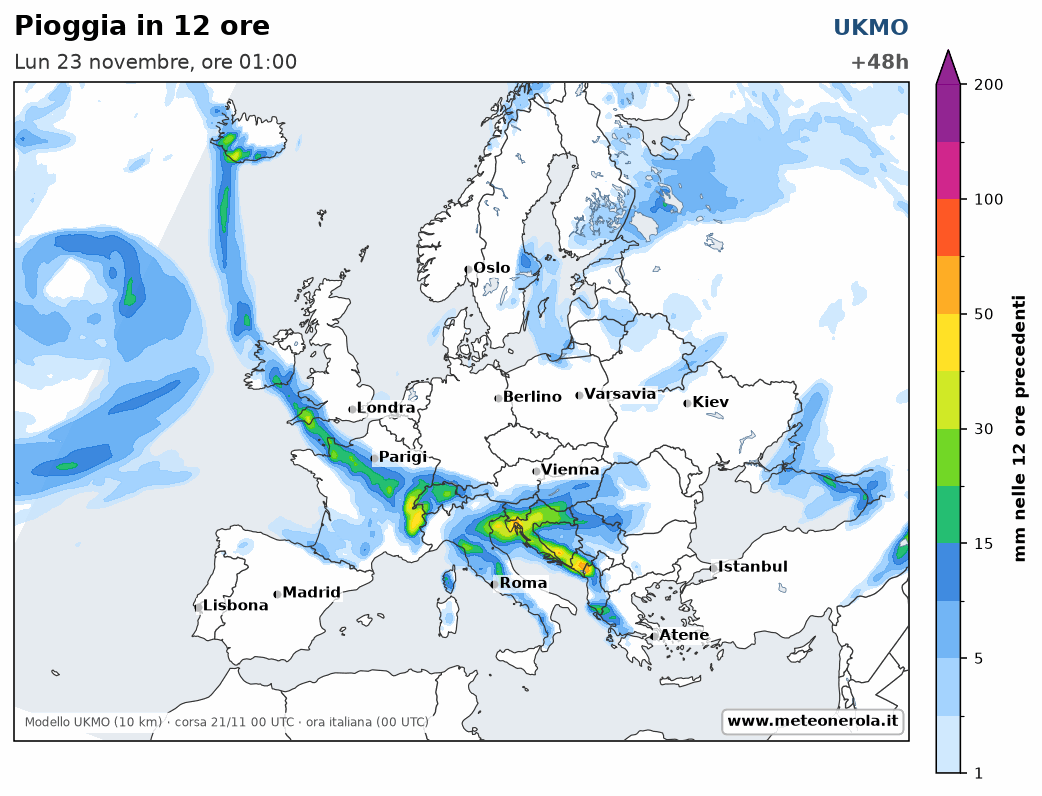 Pioggia in 12 ore
UKMO
Lun 23 novembre, ore 01:00
+48h
200
100
50
30
15
5
1
mm nelle 12 ore precedenti
Oslo
Berlino
Varsavia
Kiev
Londra
Parigi
Vienna
Istanbul
Roma
Madrid
Lisbona
Atene
Modello UKMO (10 km) · corsa 21/11 00 UTC · ora italiana (00 UTC)
www.meteonerola.it